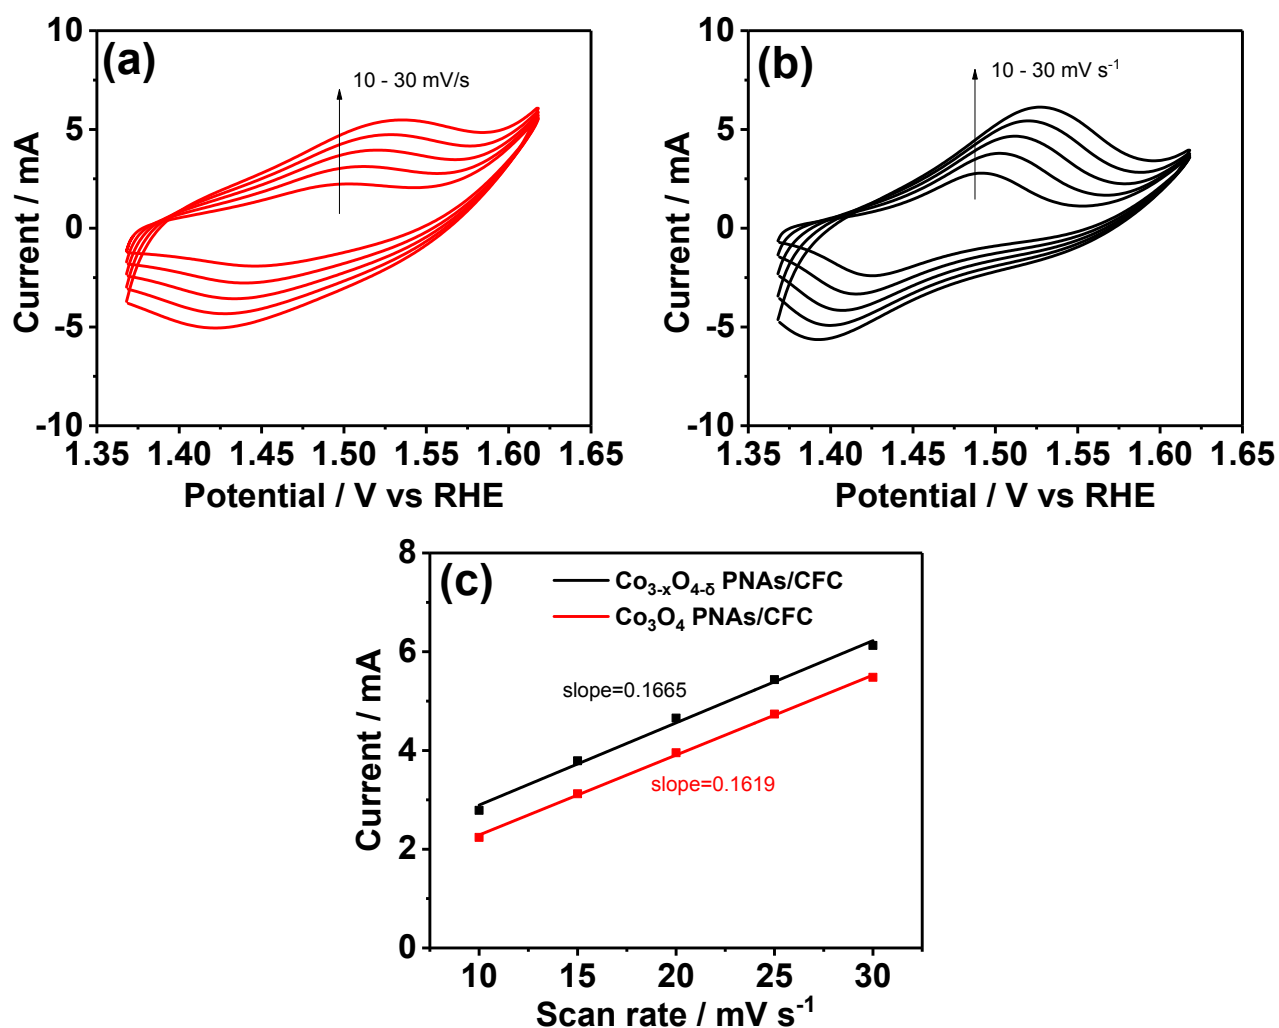 (a)
10 - 30 mV/s
10
5
0
-5
-10
1.35 1.40 1.45 1.50 1.55 1.60 1.65
Current / mA
Potential / V vs RHE
(b)
10 - 30 mV s⁻¹
10
5
0
-5
-10
1.35 1.40 1.45 1.50 1.55 1.60 1.65
Current / mA
Potential / V vs RHE
(c)
Co₃₋ₓO₄₋δ PNAs/CFC
Co₃O₄ PNAs/CFC
slope=0.1665
slope=0.1619
8
6
4
2
0
10 15 20 25 30
Current / mA
Scan rate / mV s⁻¹